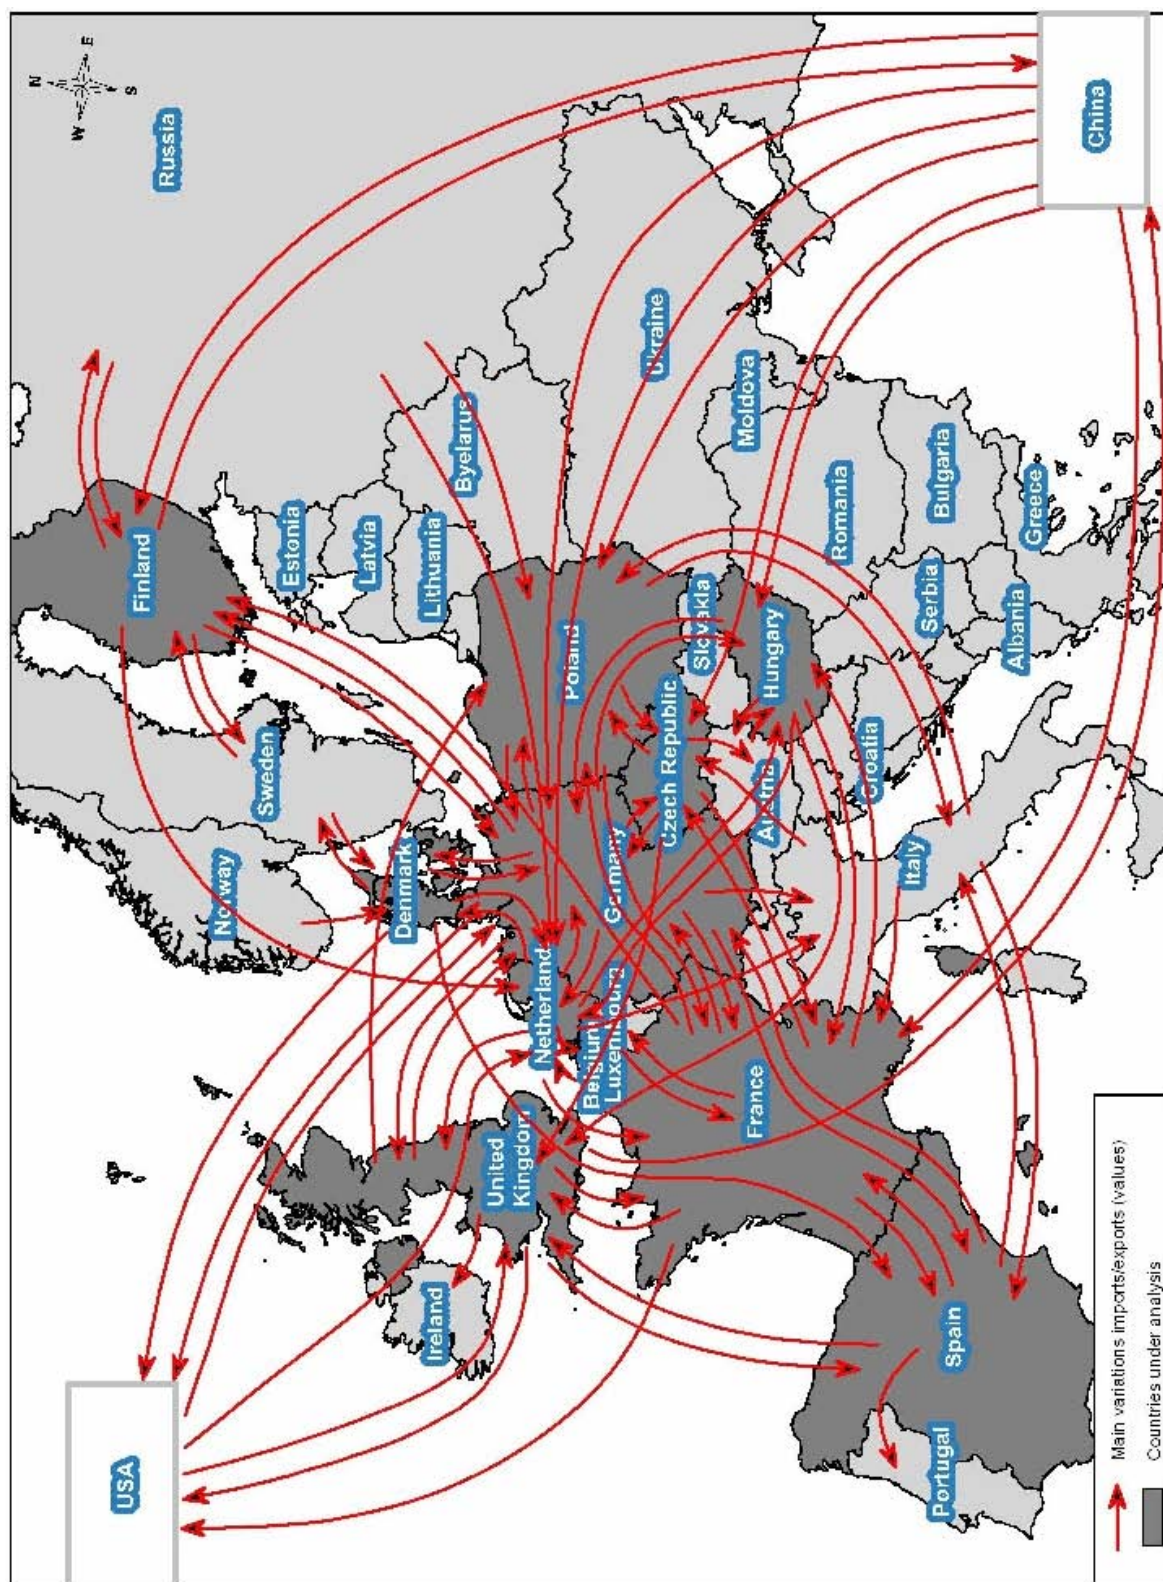 N
E
S
W
Russia
Finland
Norway
Sweden
Estonia
Latvia
Lithuania
Byelarus
USA
Denmark
Ireland
United
Kingdom
Netherland
Poland
Ukraine
Belgium
Luxembourg
Germany
Czech Republic
Slovakia
Moldova
France
Austria
Hungary
Romania
Croatia
Italy
Serbia
Bulgaria
Albania
Greece
Portugal
Spain
China
Main variations imports/exports (values)
Countries under analysis